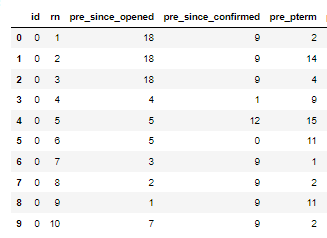 id rn pre_since_opened pre_since_confirmed pre_pterm
0 0 1 18 9 2
1 0 2 18 9 14
2 0 3 18 9 4
3 0 4 4 1 9
4 0 5 5 12 15
5 0 6 5 0 11
6 0 7 3 9 1
7 0 8 2 9 2
8 0 9 1 9 11
9 0 10 7 9 2